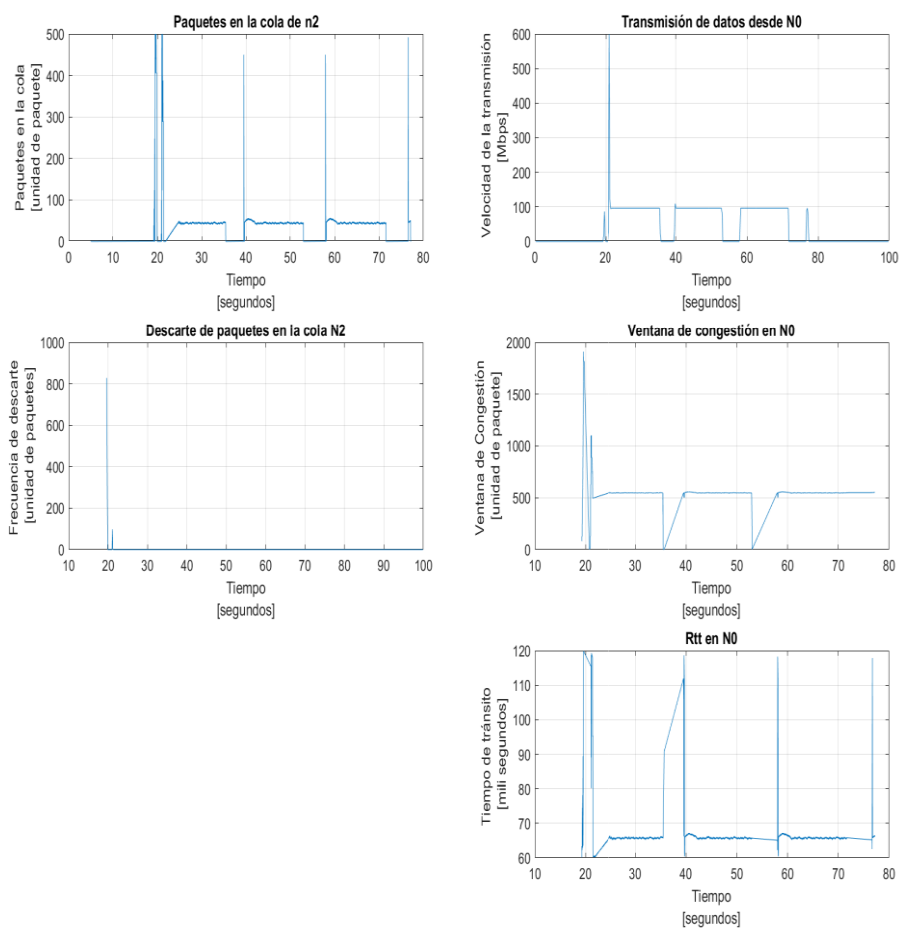 Paquetes en la cola de n2
500
400
300
200
100
0
0 10 20 30 40 50 60 70 80
Paquetes en la cola
[unidad de paquete]
Tiempo
[segundos]
Transmisión de datos desde N0
600
500
400
300
200
100
0
0 20 40 60 80 100
Velocidad de la transmisión
[Mbps]
Tiempo
[segundos]
Descarte de paquetes en la cola N2
1000
800
600
400
200
0
10 20 30 40 50 60 70 80 90 100
Frecuencia de descarte
[unidad de paquetes]
Tiempo
[segundos]
Ventana de congestión en N0
2000
1500
1000
500
0
10 20 30 40 50 60 70 80
Ventana de Congestión
[unidad de paquete]
Tiempo
[segundos]
Rtt en N0
120
110
100
90
80
70
60
10 20 30 40 50 60 70 80
Tiempo de tránsito
[mili segundos]
Tiempo
[segundos]